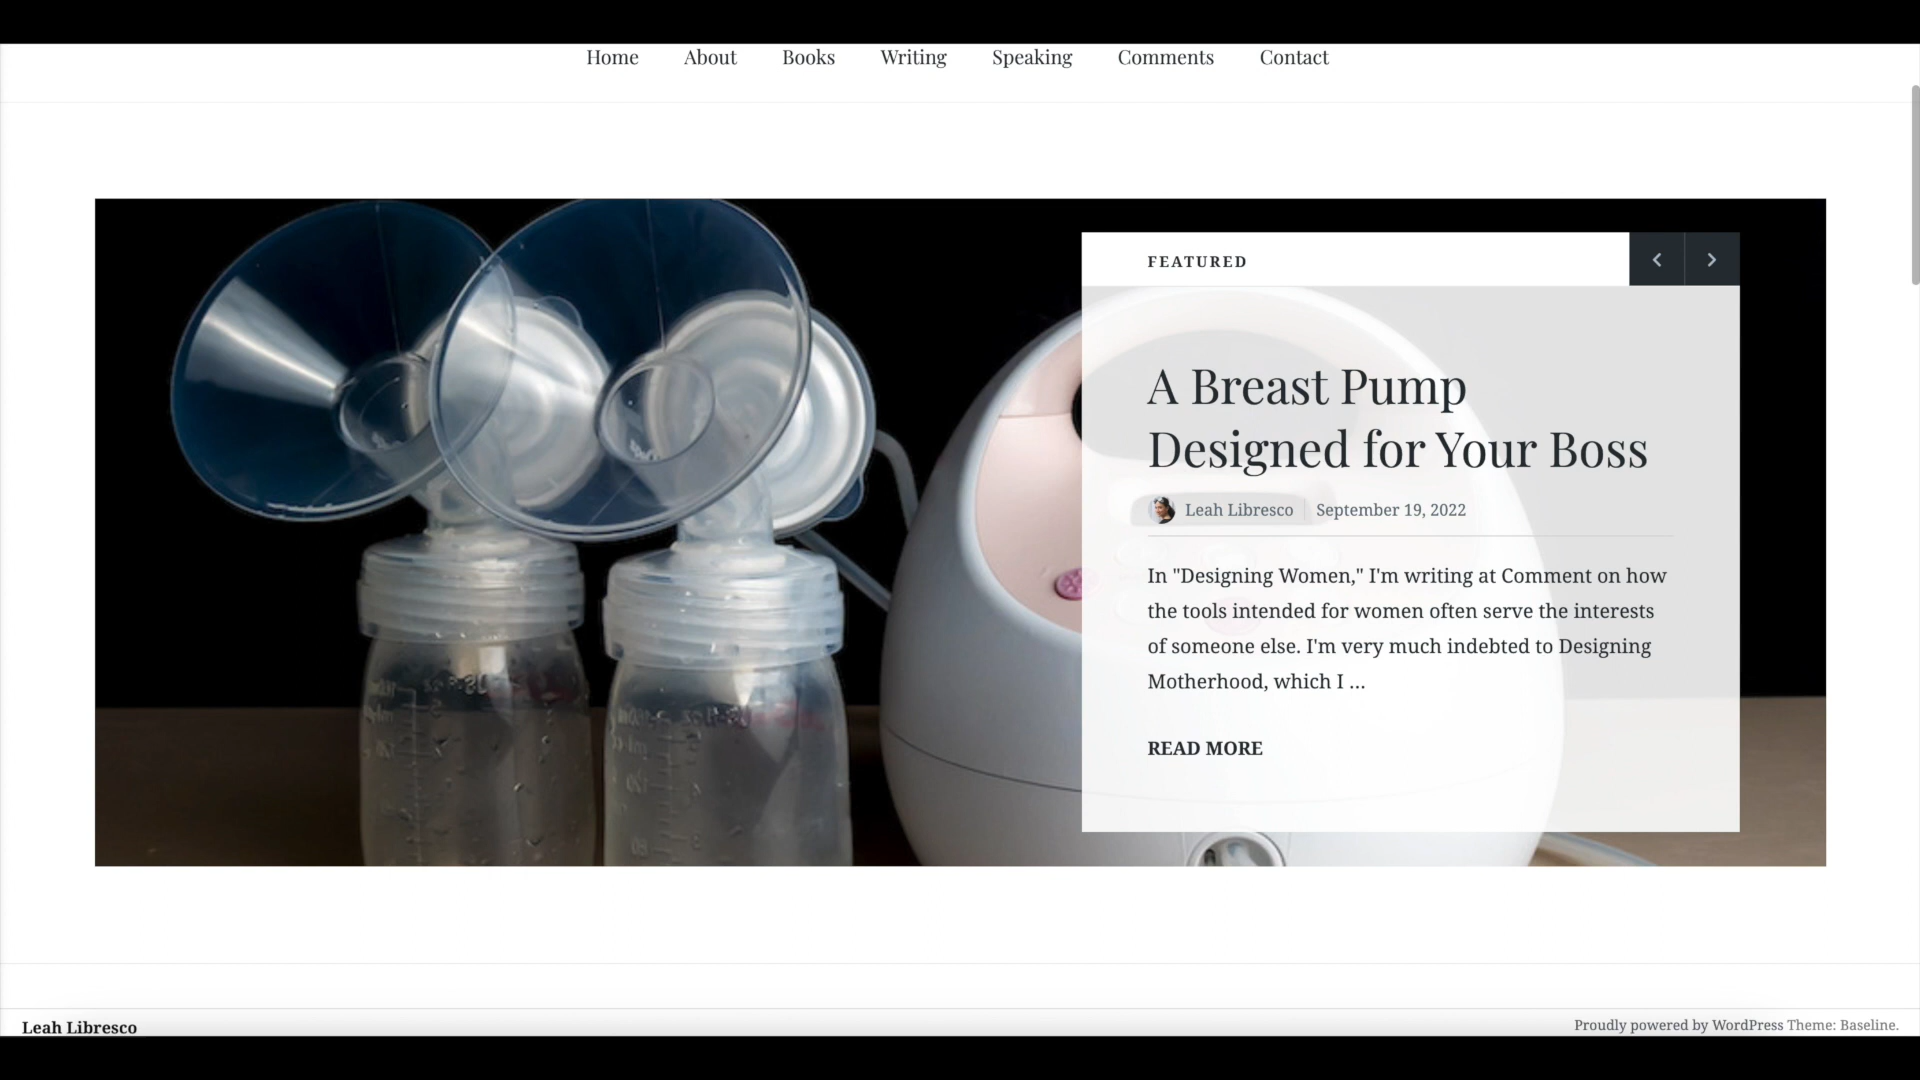 Home About Books Writing Speaking Comments Contact
FEATURED
A Breast Pump
Designed for Your Boss
Leah Libresco September 19, 2022
In "Designing Women," I'm writing at Comment on how
the tools intended for women often serve the interests
of someone else. I'm very much indebted to Designing
Motherhood, which I ...
READ MORE
Leah Libresco
Proudly powered by WordPress Theme: Baseline.